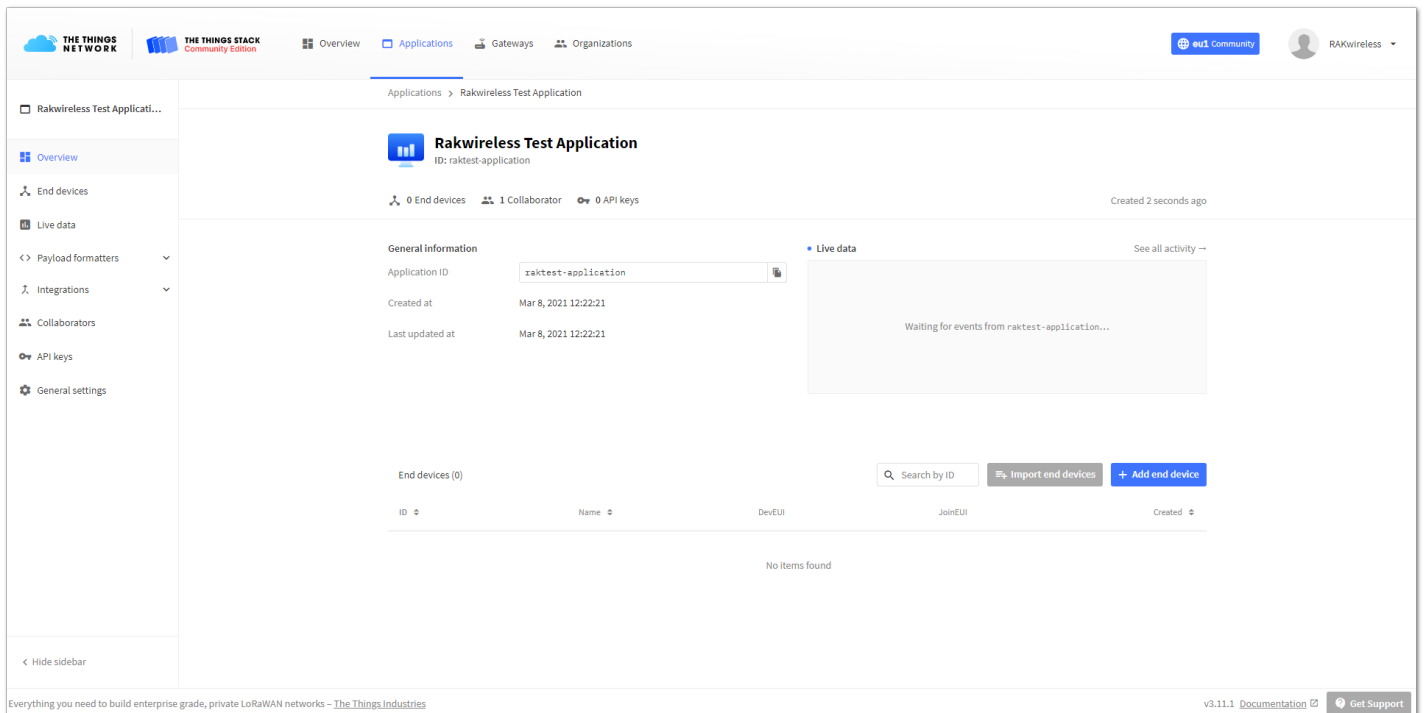 THE THINGS NETWORK
THE THINGS STACK
Community Edition
Overview
Applications
Gateways
Organizations
eu1 Community
RAKwireless
Rakwireless Test Applicati...
Overview
End devices
Live data
Payload formatters
Integrations
Collaborators
API keys
General settings
Hide sidebar
Applications > Rakwireless Test Application
Rakwireless Test Application
ID: raktest-application
0 End devices 1 Collaborator 0 API keys
Created 2 seconds ago
General information
Application ID raktest-application
Created at Mar 8, 2021 12:22:21
Last updated at Mar 8, 2021 12:22:21
Live data See all activity →
Waiting for events from raktest-application...
End devices (0)
Search by ID
Import end devices
+ Add end device
ID Name DevEUI JoinEUI Created
No items found
Everything you need to build enterprise grade, private LoRaWAN networks – The Things Industries
v3.11.1 Documentation
Get Support